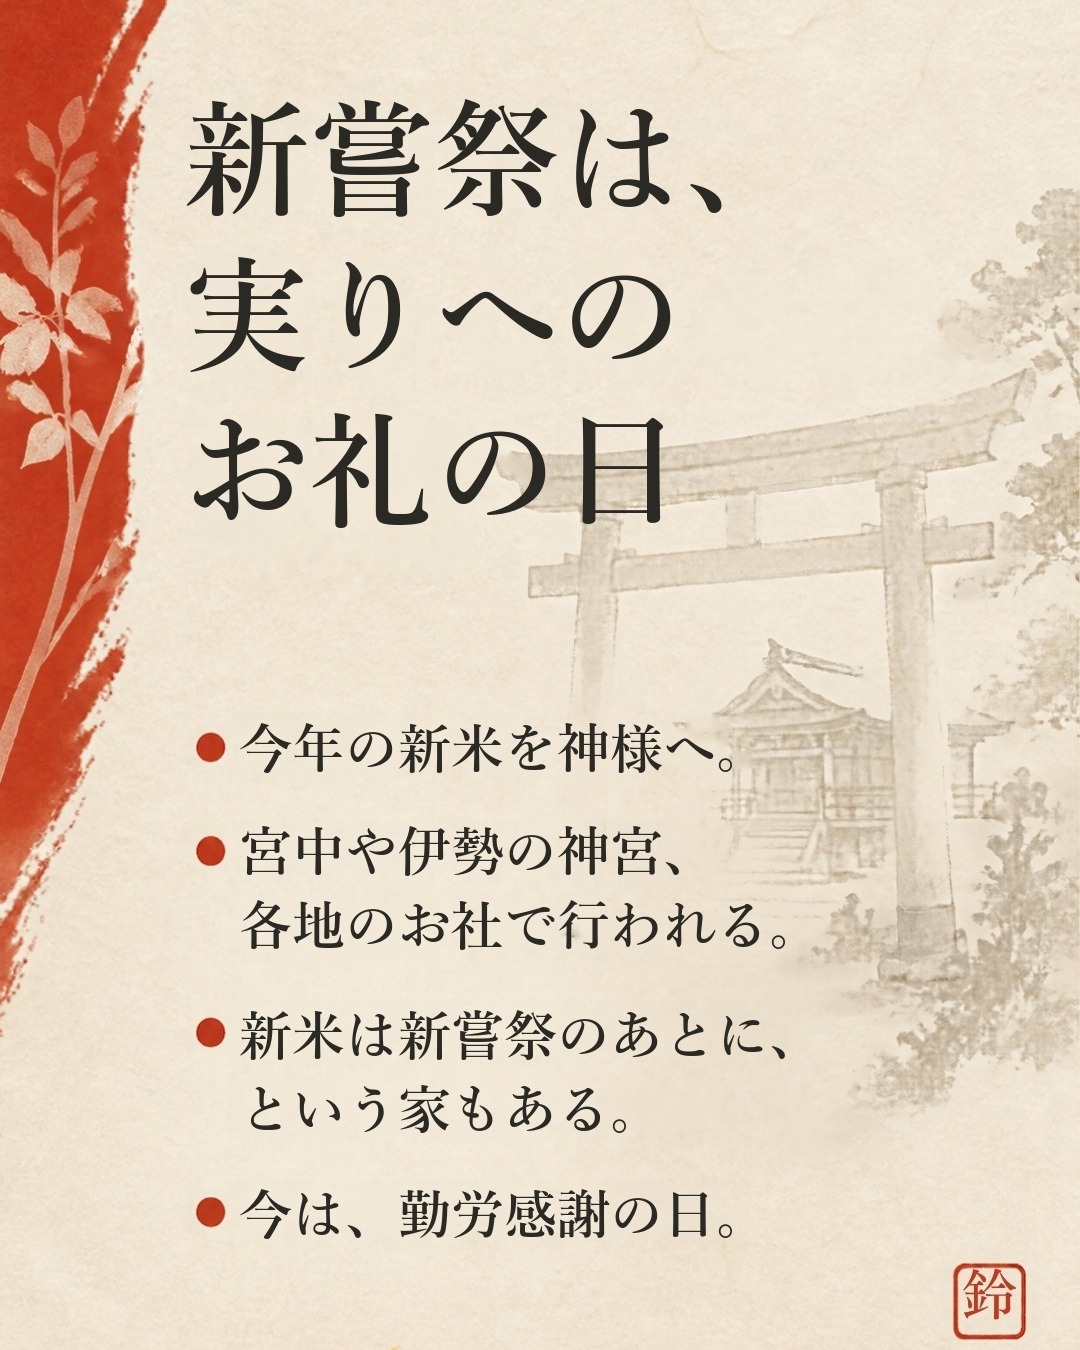 新嘗祭は、
実りへの
お礼の日
今年の新米を神様へ。
宮中や伊勢の神宮、
各地のお社で行われる。
新米は新嘗祭のあとに、
という家もある。
今は、勤労感謝の日。
鈴